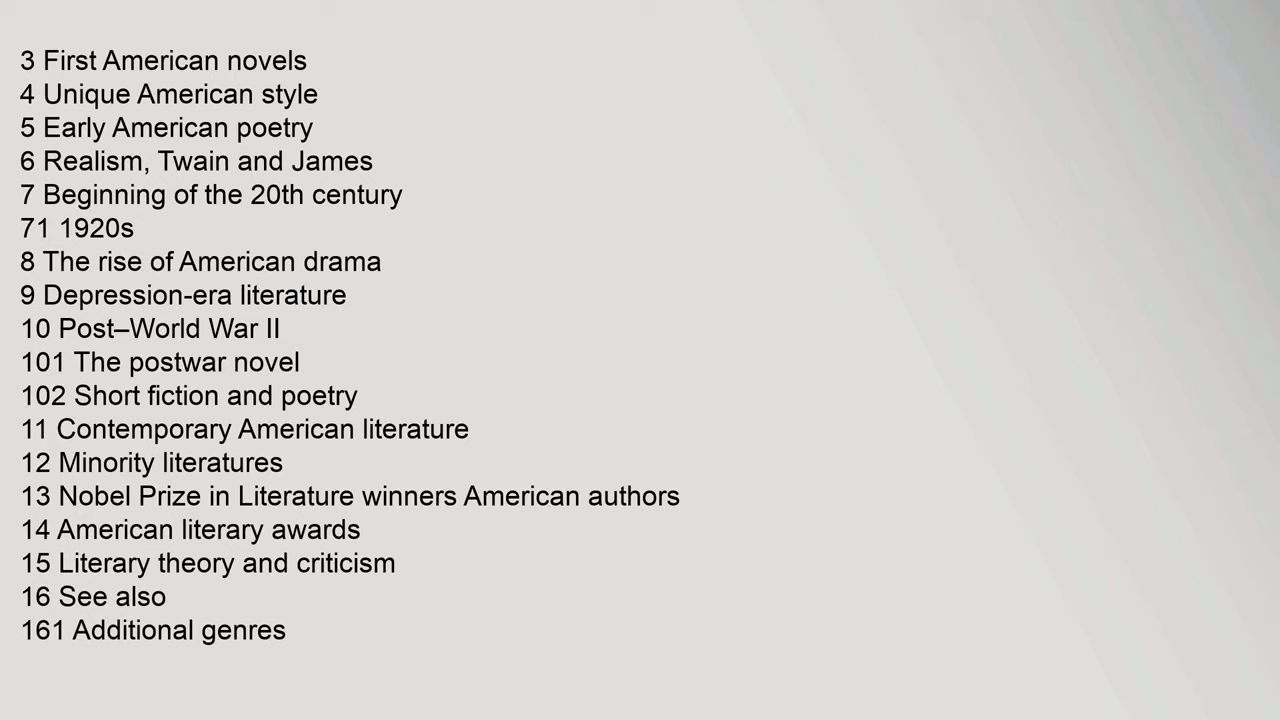 3 First American novels
4 Unique American style
5 Early American poetry
6 Realism, Twain and James
7 Beginning of the 20th century
71 1920s
8 The rise of American drama
9 Depression-era literature
10 Post–World War II
101 The postwar novel
102 Short fiction and poetry
11 Contemporary American literature
12 Minority literatures
13 Nobel Prize in Literature winners American authors
14 American literary awards
15 Literary theory and criticism
16 See also
161 Additional genres